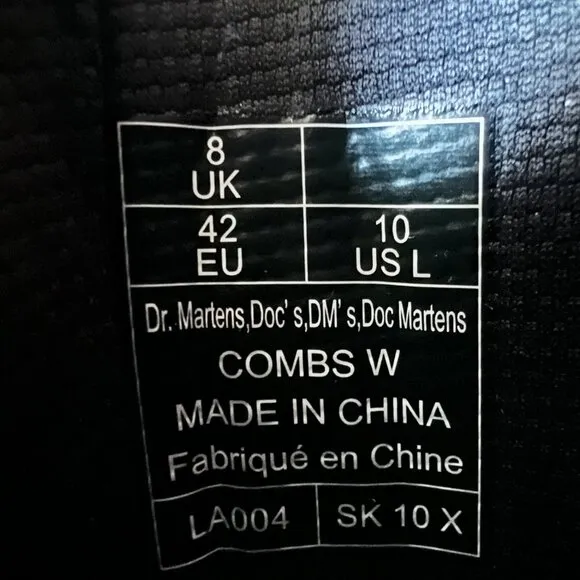 8
UK
42
EU
10
US L
Dr. Martens,Doc's,DM's,Doc Martens
COMBS W
MADE IN CHINA
Fabriqué en Chine
LA004
SK 10 X